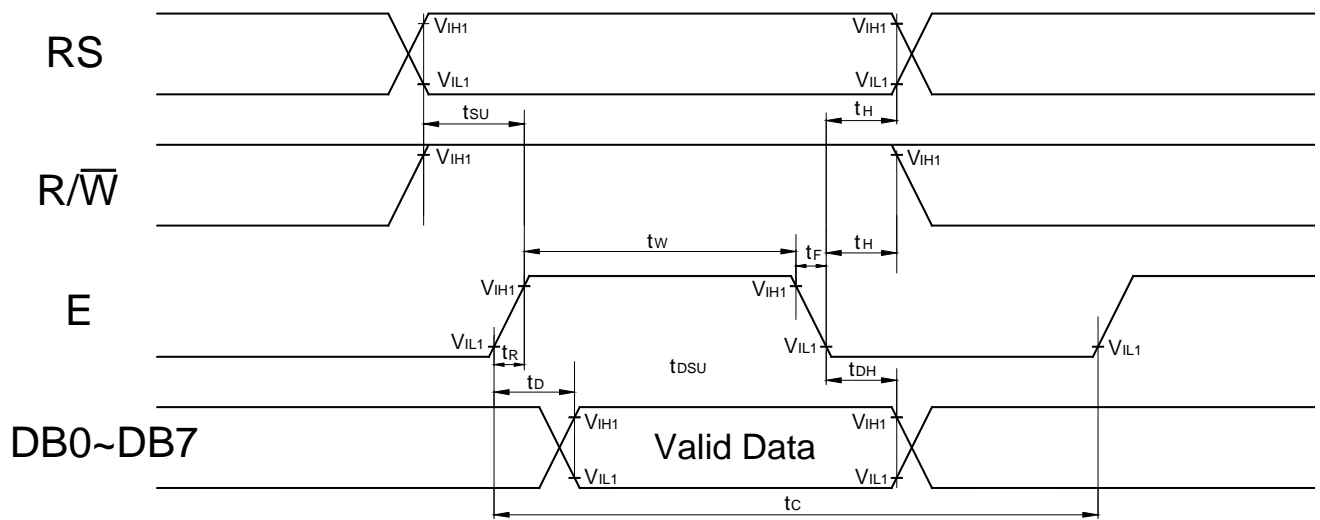 VIH1 VIH1
RS
VIL1 VIL1
tSU tH
VIH1 VIH1
R/W̅
tW tF tH
VIH1 VIH1
E
VIL1 VIL1 VIL1
tR
tD tDSU tDH
VIH1 VIH1
DB0~DB7 Valid Data
VIL1 VIL1
tC